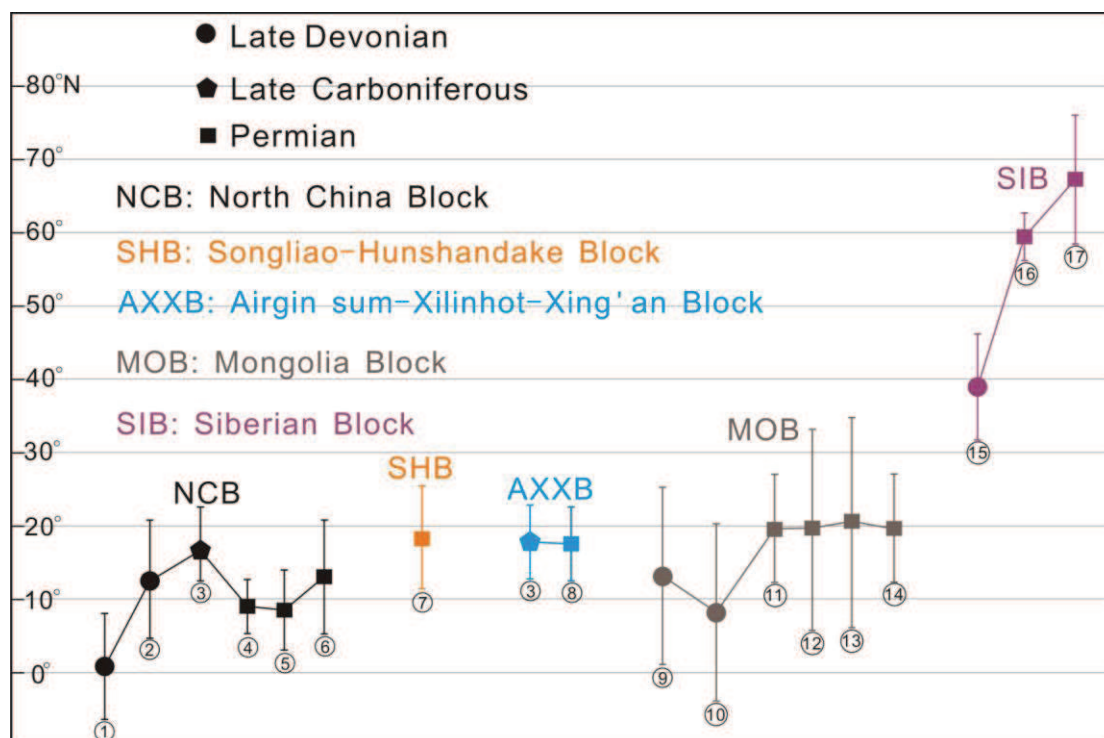 ● Late Devonian
⬟ Late Carboniferous
■ Permian
NCB: North China Block
SHB: Songliao-Hunshandake Block
AXXB: Airgin sum-Xilinhot-Xing'an Block
MOB: Mongolia Block
SIB: Siberian Block
80°N
70°
60°
50°
40°
30°
20°
10°
0°
NCB
SHB
AXXB
MOB
SIB
①
②
③
④
⑤
⑥
⑦
③
⑧
⑨
⑩
⑪
⑫
⑬
⑭
⑮
⑯
⑰